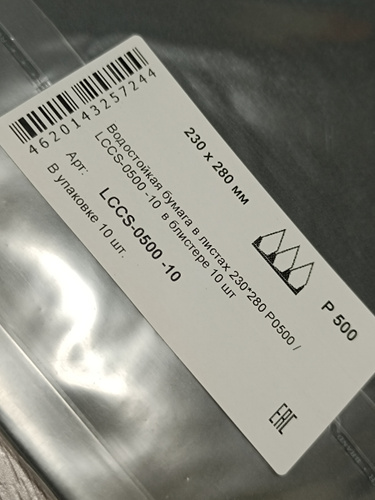 4620143257244
230 x 280 мм
Водостойкая бумага в листах 230*280 P0500 /
LCCS-0500 -10 в блистере 10 шт
Арт:
LCCS-0500 -10
В упаковке 10 шт.
P 500
EAC